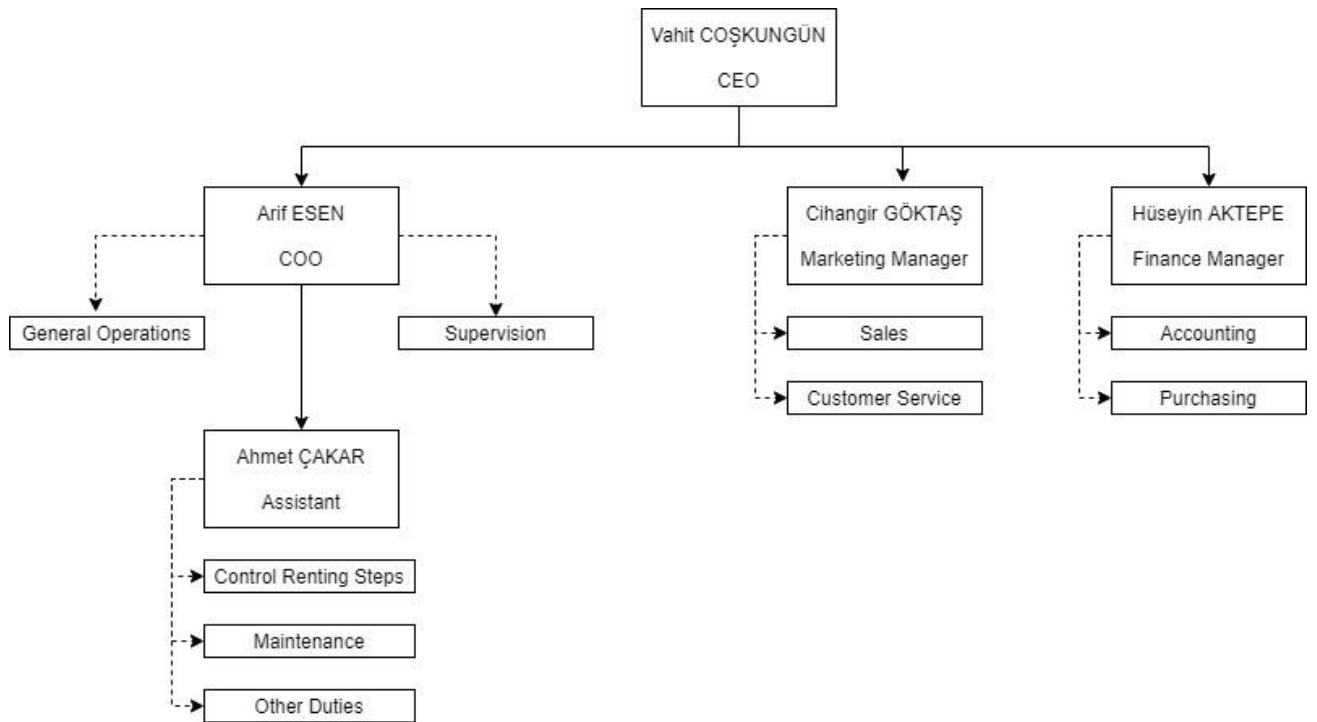 Vahit COŞKUNGÜN
CEO
Arif ESEN
COO
Cihangir GÖKTAŞ
Marketing Manager
Hüseyin AKTEPE
Finance Manager
General Operations
Supervision
Sales
Accounting
Customer Service
Purchasing
Ahmet ÇAKAR
Assistant
Control Renting Steps
Maintenance
Other Duties